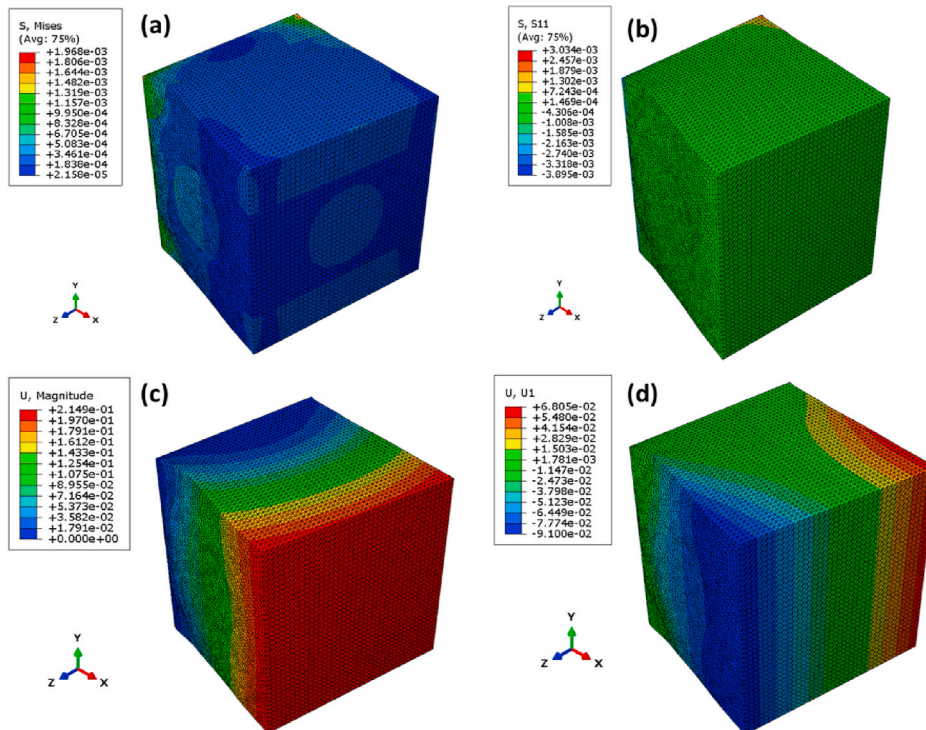 S, Mises
(Avg: 75%)
+1.968e-03
+1.806e-03
+1.644e-03
+1.482e-03
+1.319e-03
+1.157e-03
+9.950e-04
+8.328e-04
+6.705e-04
+5.083e-04
+3.461e-04
+1.838e-04
+2.158e-05
(a)
Y
Z
X
S, S11
(Avg: 75%)
+3.034e-03
+2.457e-03
+1.879e-03
+1.302e-03
+7.243e-04
+1.469e-04
-4.306e-04
-1.008e-03
-1.585e-03
-2.163e-03
-2.740e-03
-3.318e-03
-3.895e-03
(b)
Y
Z
X
U, Magnitude
+2.149e-01
+1.970e-01
+1.791e-01
+1.612e-01
+1.433e-01
+1.254e-01
+1.075e-01
+8.955e-02
+7.164e-02
+5.373e-02
+3.582e-02
+1.791e-02
+0.000e+00
(c)
Y
Z
X
U, U1
+6.805e-02
+5.480e-02
+4.154e-02
+2.829e-02
+1.503e-02
+1.781e-03
-1.147e-02
-2.473e-02
-3.798e-02
-5.123e-02
-6.449e-02
-7.774e-02
-9.100e-02
(d)
Y
Z
X